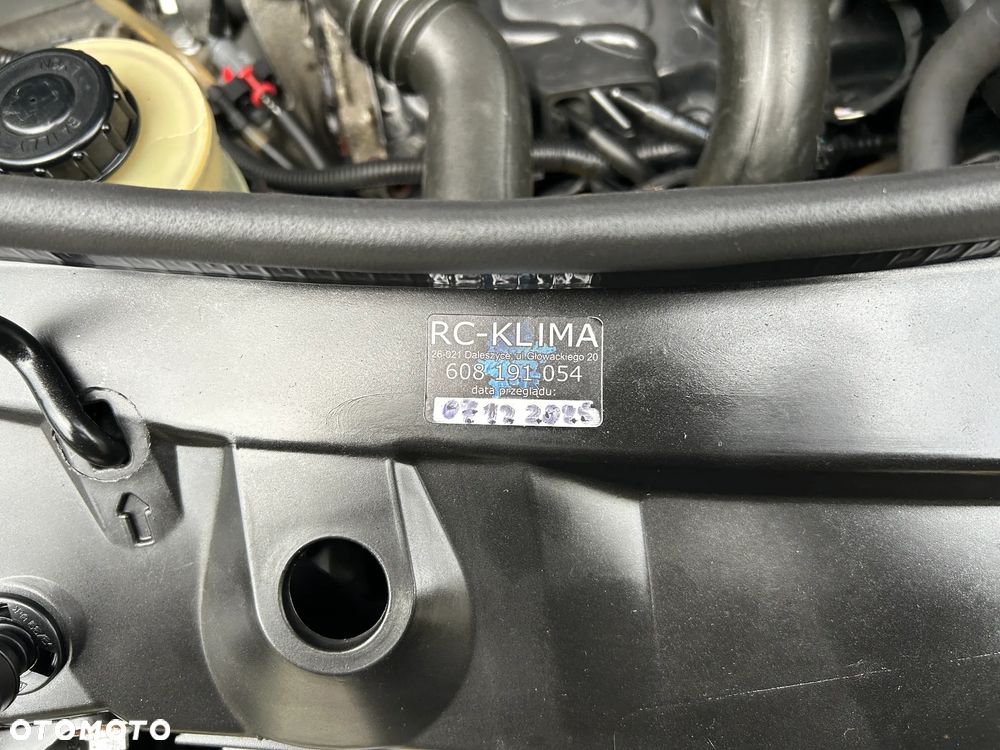 RC-KLIMA
26-021 Daleszyce, ul.Głowackiego 20
608 191 054
data przeglądu:
07 12 2025
OTOMOTO